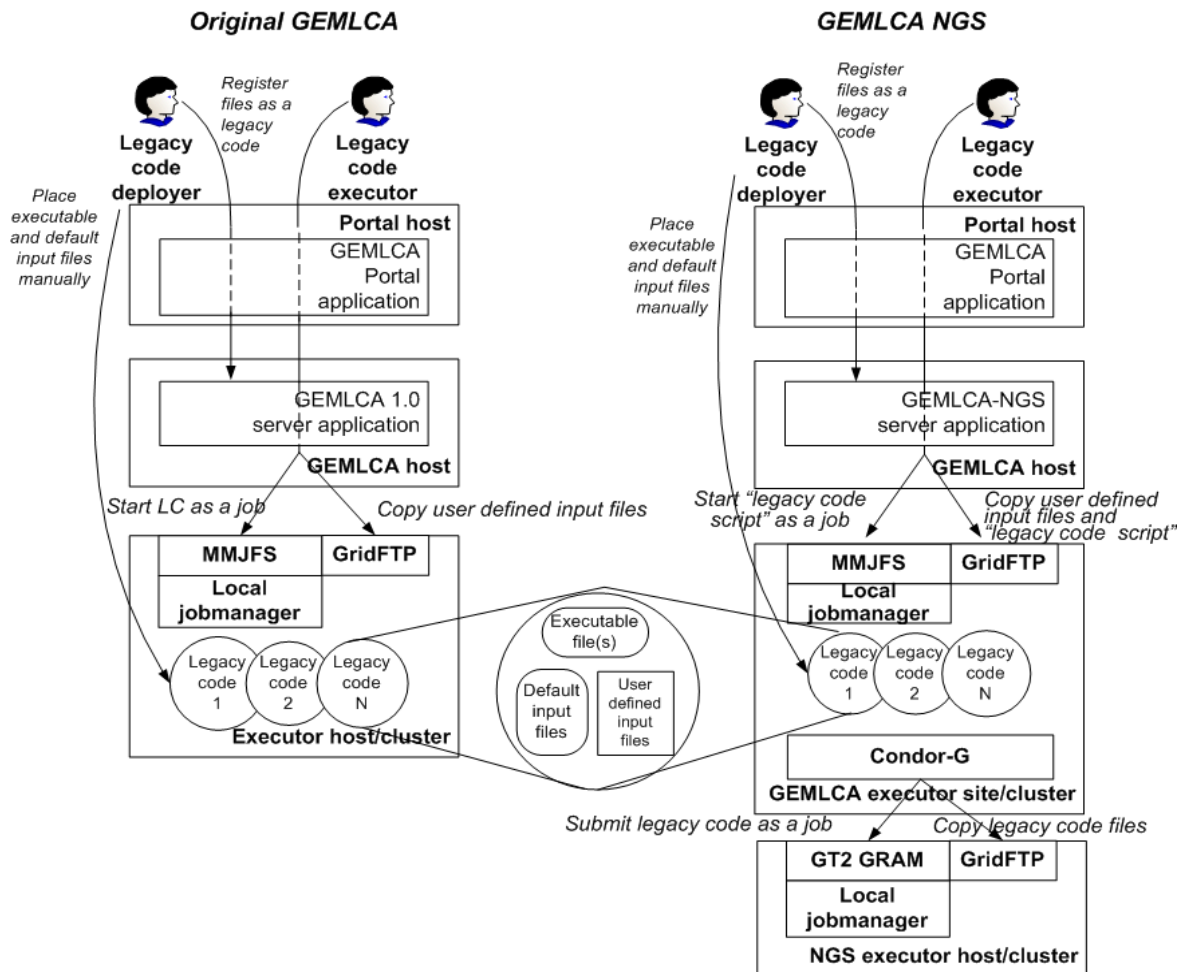 Original GEMLCA
GEMLCA NGS
Register
files as a
legacy
code
Legacy
code
deployer
Legacy
code
executor
Place
executable
and default
input files
manually
Portal host
GEMLCA
Portal
application
GEMLCA 1.0
server application
GEMLCA host
Start LC as a job
Copy user defined input files
MMJFS
GridFTP
Local
jobmanager
Legacy
code
1
Legacy
code
2
Legacy
code
N
Executor host/cluster
Executable
file(s)
Default
input
files
User
defined
input
files
Register
files as a
legacy
code
Legacy
code
deployer
Legacy
code
executor
Place
executable
and default
input files
manually
Portal host
GEMLCA
Portal
application
GEMLCA-NGS
server application
GEMLCA host
Start “legacy code
script” as a job
Copy user defined
input files and
“legacy code script”
MMJFS
GridFTP
Local
jobmanager
Legacy
code
1
Legacy
code
2
Legacy
code
N
Condor-G
GEMLCA executor site/cluster
Submit legacy code as a job
Copy legacy code files
GT2 GRAM
GridFTP
Local
jobmanager
NGS executor host/cluster